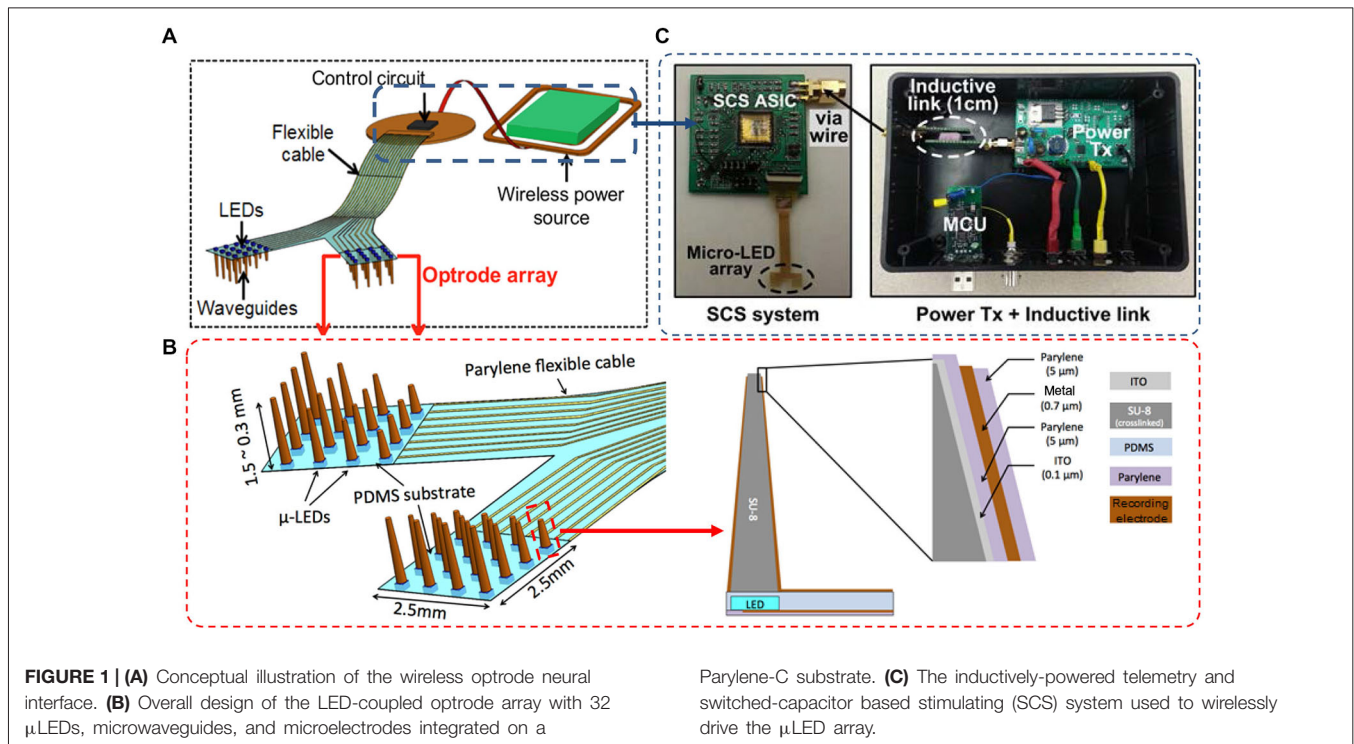 A
Control circuit
Flexible
cable
LEDs
Waveguides
Wireless power
source
Optrode array
C
SCS ASIC
via
wire
Micro-LED
array
SCS system
Inductive
link (1cm)
Power
Tx
MCU
Power Tx + Inductive link
B
Parylene flexible cable
1.5 ~ 0.3 mm
μ-LEDs
PDMS substrate
2.5mm
2.5mm
SU-8
LED
Parylene
(5 μm)
Metal
(0.7 μm)
Parylene
(5 μm)
ITO
(0.1 μm)
ITO
SU-8
(crosslinked)
PDMS
Parylene
Recording
electrode
FIGURE 1 | (A) Conceptual illustration of the wireless optrode neural
interface. (B) Overall design of the LED-coupled optrode array with 32
μLEDs, microwaveguides, and microelectrodes integrated on a
Parylene-C substrate. (C) The inductively-powered telemetry and
switched-capacitor based stimulating (SCS) system used to wirelessly
drive the μLED array.